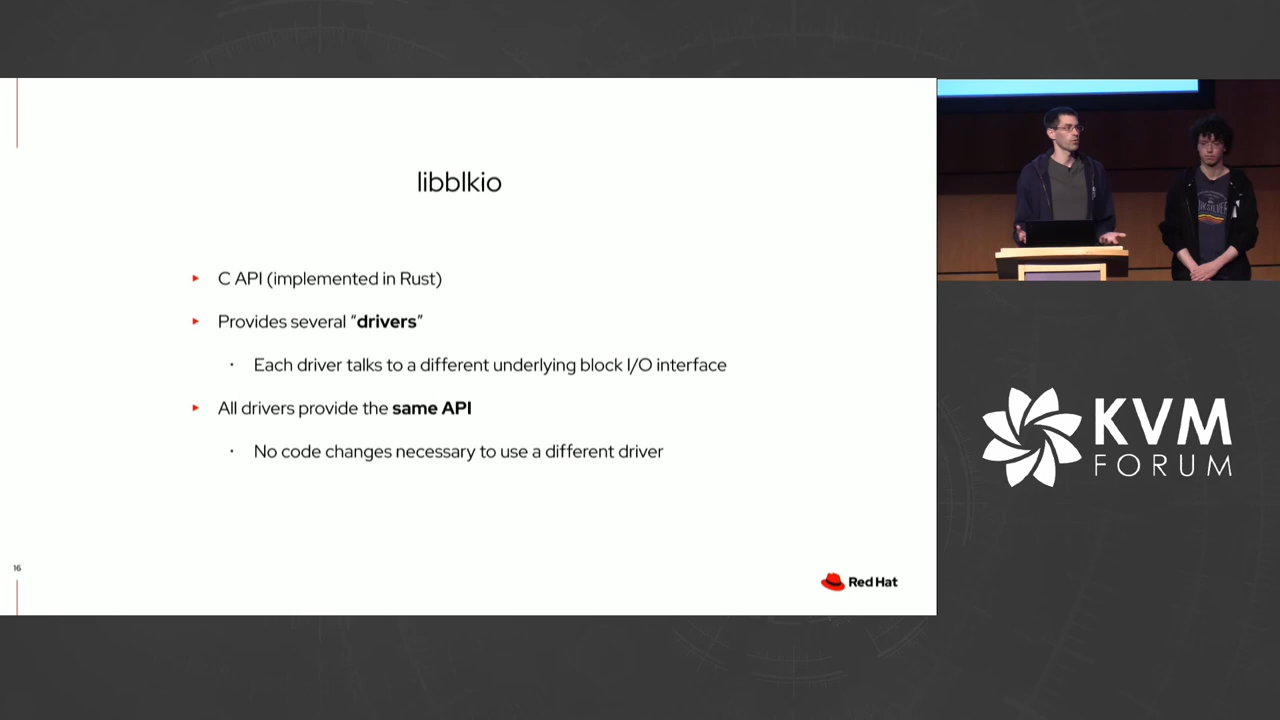 libblkio
C API (implemented in Rust)
Provides several “drivers”
Each driver talks to a different underlying block I/O interface
All drivers provide the same API
No code changes necessary to use a different driver
16
Red Hat
KVM
FORUM